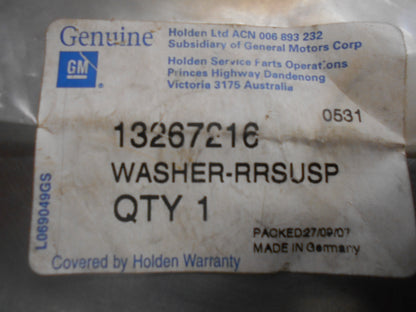 Genuine
GM
Holden Ltd ACN 006 893 232
Subsidiary of General Motors Corp
Holden Service Parts Operations
Princes Highway Dandenong
Victoria 3175 Australia
0531
13267216
WASHER-RRSUSP
QTY 1
PACKED27/09/07
MADE IN Germany
L069049GS
Covered by Holden Warranty